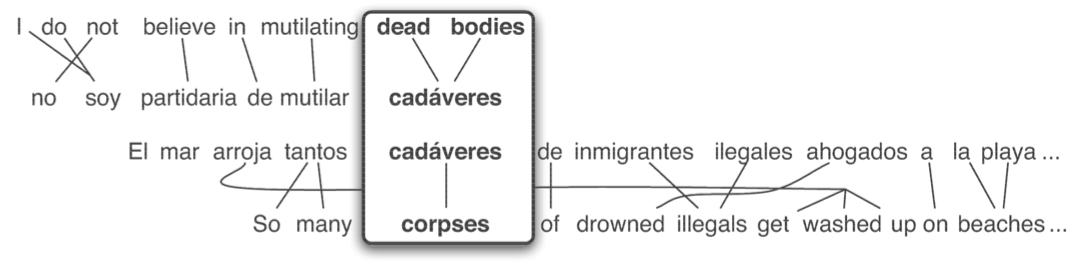 I do not believe in mutilating dead bodies
no soy partidaria de mutilar cadáveres
El mar arroja tantos cadáveres de inmigrantes ilegales ahogados a la playa ...
So many corpses of drowned illegals get washed up on beaches ...